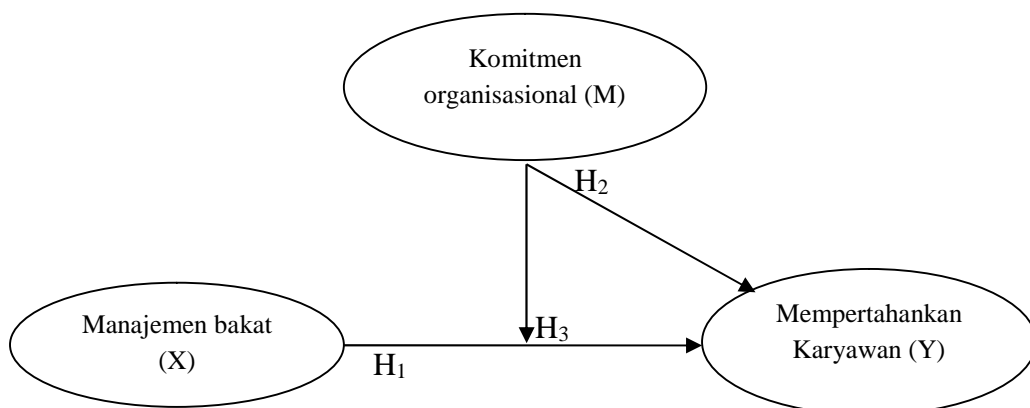 Komitmen
organisasional (M)
H2
Manajemen bakat
(X)
H1
H3
Mempertahankan
Karyawan (Y)